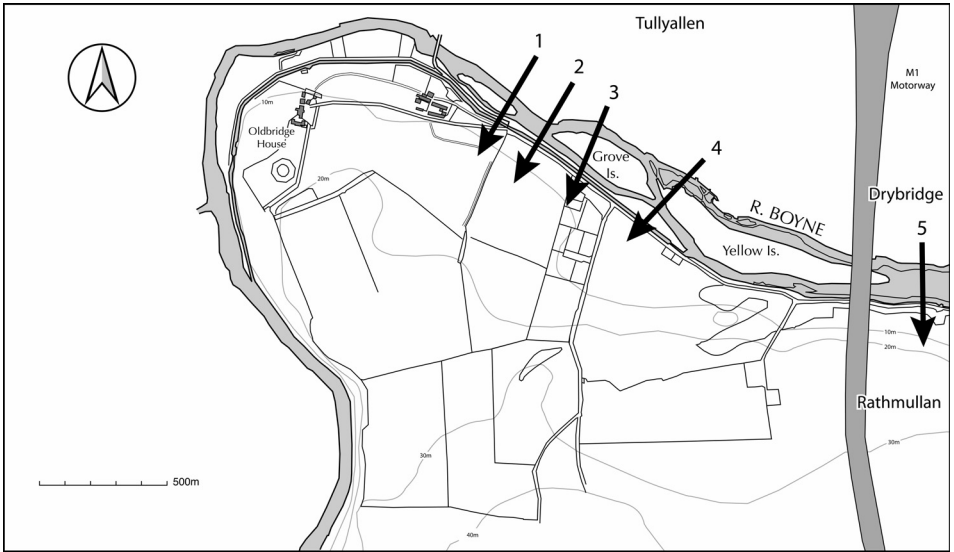 Tullyallen
1
2
3
4
5
M1
Motorway
Oldbridge
House
10m
20m
Grove
Is.
R. BOYNE
Yellow Is.
Drybridge
10m
20m
Rathmullan
30m
30m
500m
40m